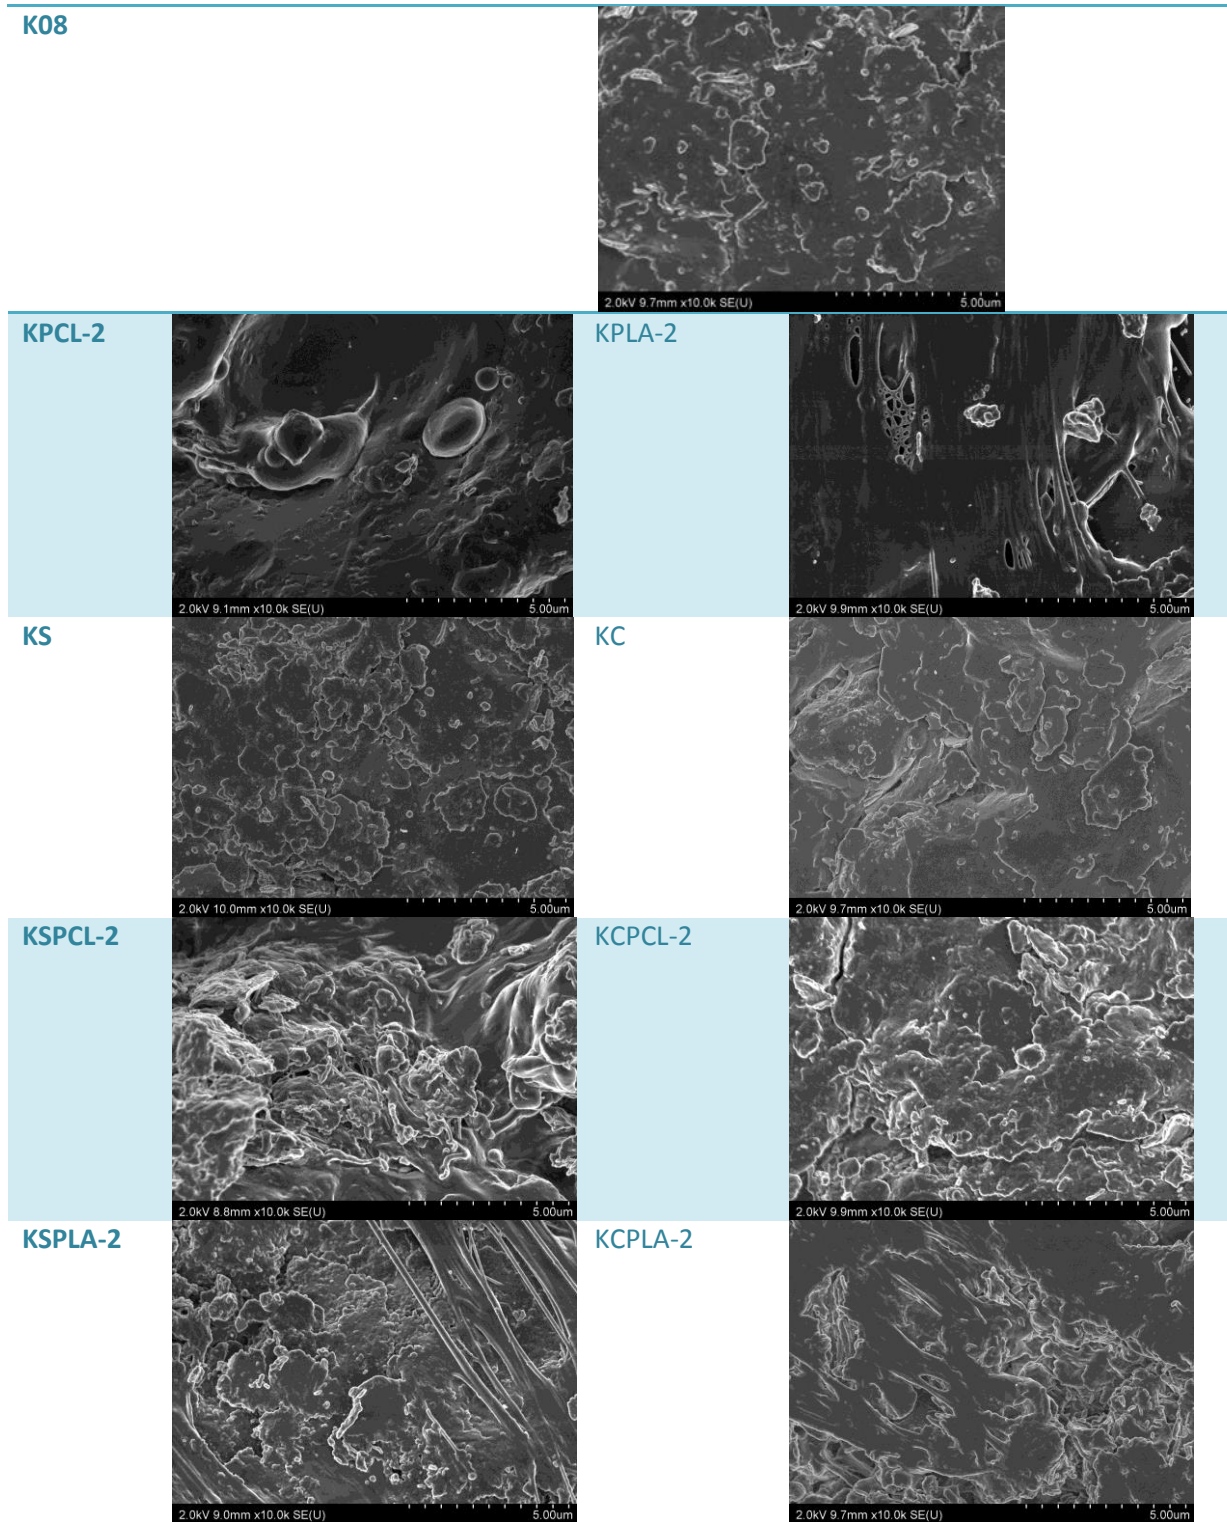 K08
2.0kV 9.7mm x10.0k SE(U) 5.00um
KPCL-2 KPLA-2
2.0kV 9.1mm x10.0k SE(U) 5.00um
2.0kV 9.9mm x10.0k SE(U) 5.00um
KS KC
2.0kV 10.0mm x10.0k SE(U) 5.00um
2.0kV 9.7mm x10.0k SE(U) 5.00um
KSPCL-2 KCPCL-2
2.0kV 8.8mm x10.0k SE(U) 5.00um
2.0kV 9.9mm x10.0k SE(U) 5.00um
KSPLA-2 KCPLA-2
2.0kV 9.0mm x10.0k SE(U) 5.00um
2.0kV 9.7mm x10.0k SE(U) 5.00um